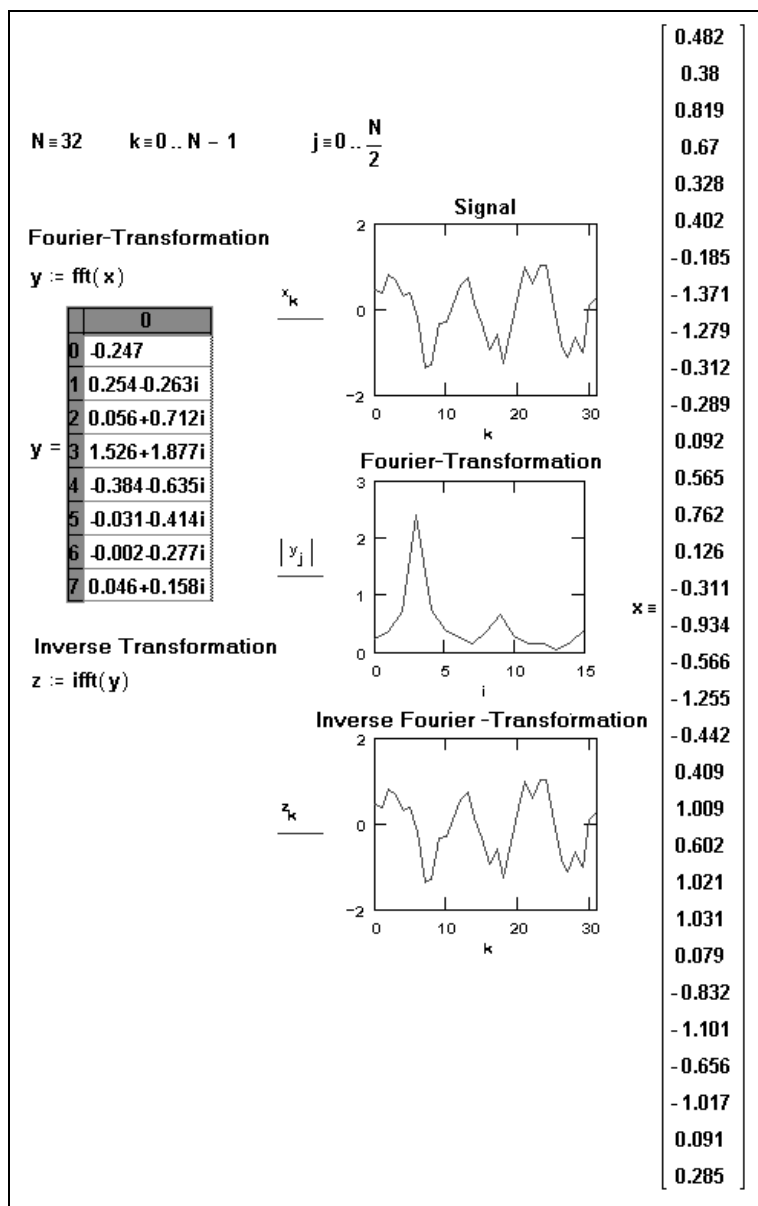 N ≡ 32 k ≡ 0 .. N − 1 j ≡ 0 .. N/2
Fourier-Transformation
y := fft(x)
y =
0
0 -0.247
1 0.254-0.263i
2 0.056+0.712i
3 1.526+1.877i
4 -0.384-0.635i
5 -0.031-0.414i
6 -0.002-0.277i
7 0.046+0.158i
Inverse Transformation
z := ifft(y)
Signal
2
0
−2
x_k
0 10 20 30
k
Fourier-Transformation
3
2
1
0
| y_j |
0 5 10 15
j
Inverse Fourier -Transformation
2
0
−2
z_k
0 10 20 30
k
x ≡
0.482
0.38
0.819
0.67
0.328
0.402
-0.185
-1.371
-1.279
-0.312
-0.289
0.092
0.565
0.762
0.126
-0.311
-0.934
-0.566
-1.255
-0.442
0.409
1.009
0.602
1.021
1.031
0.079
-0.832
-1.101
-0.656
-1.017
0.091
0.285